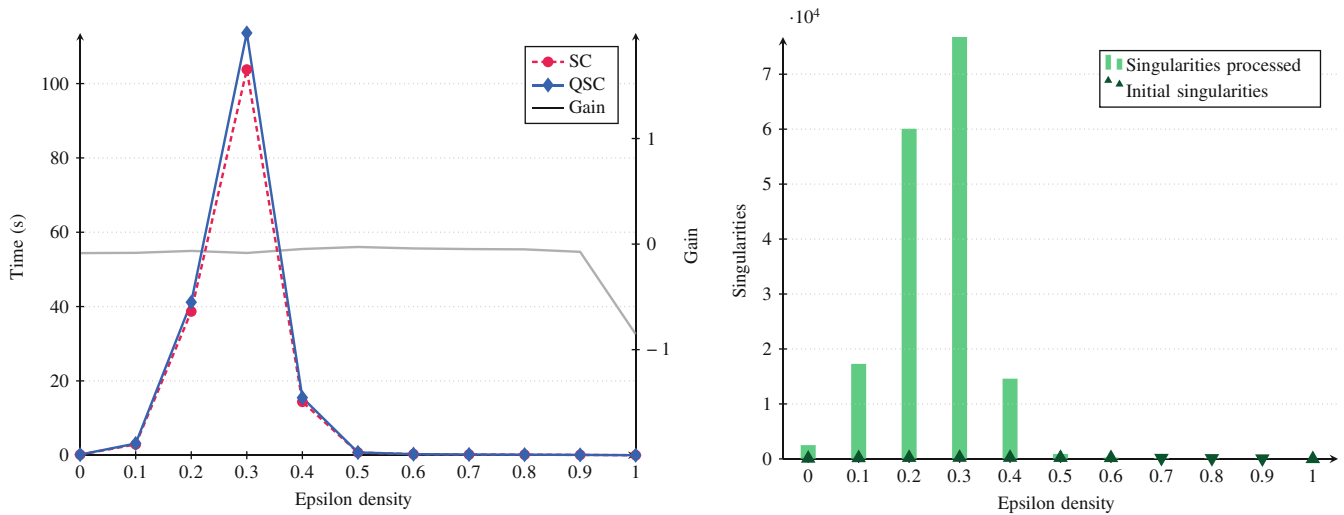 100
80
60
40
20
0
Time (s)
1
0
− 1
Gain
SC
QSC
Gain
0 0.1 0.2 0.3 0.4 0.5 0.6 0.7 0.8 0.9 1
Epsilon density
·10⁴
7
6
5
4
3
2
1
0
Singularities
Singularities processed
Initial singularities
0 0.1 0.2 0.3 0.4 0.5 0.6 0.7 0.8 0.9 1
Epsilon density